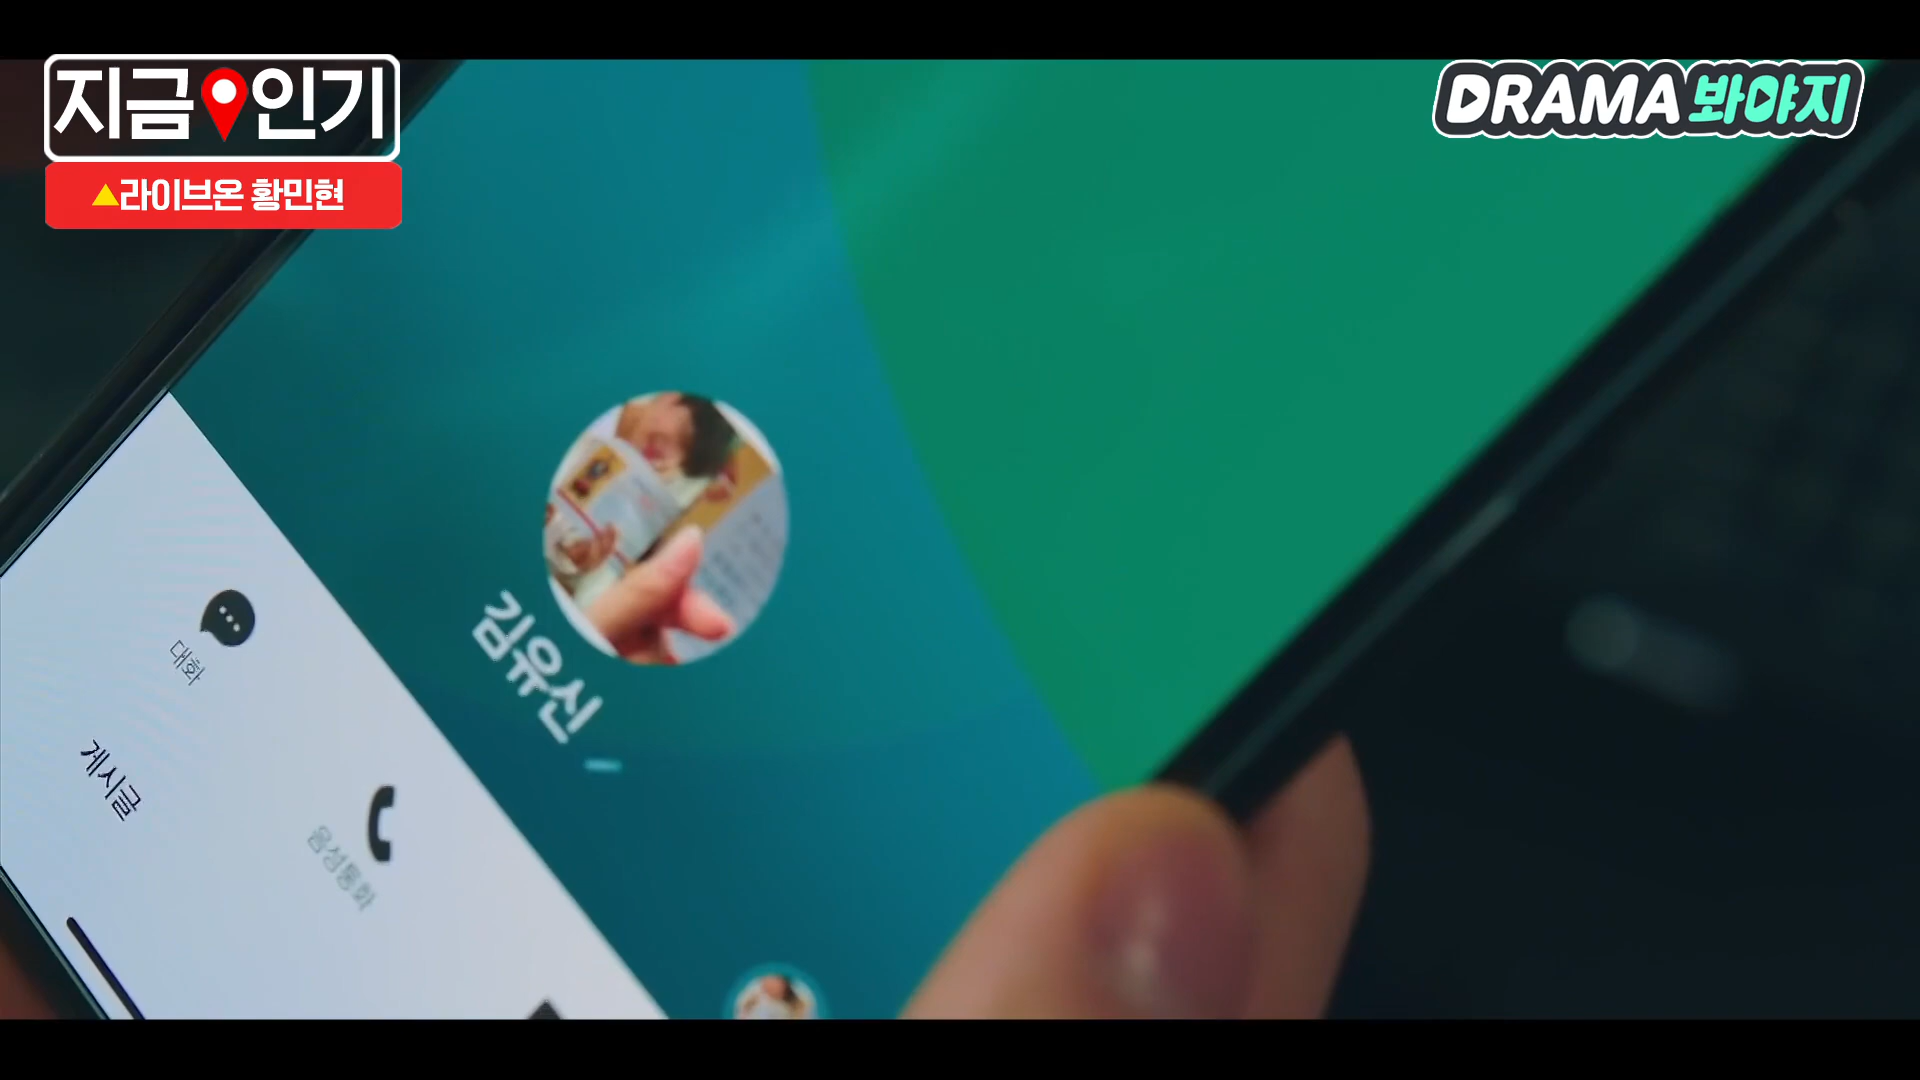 지금 인기
▲라이브온 황민현
DRAMA 봐야지
김유신
대화
음성통화
게시글